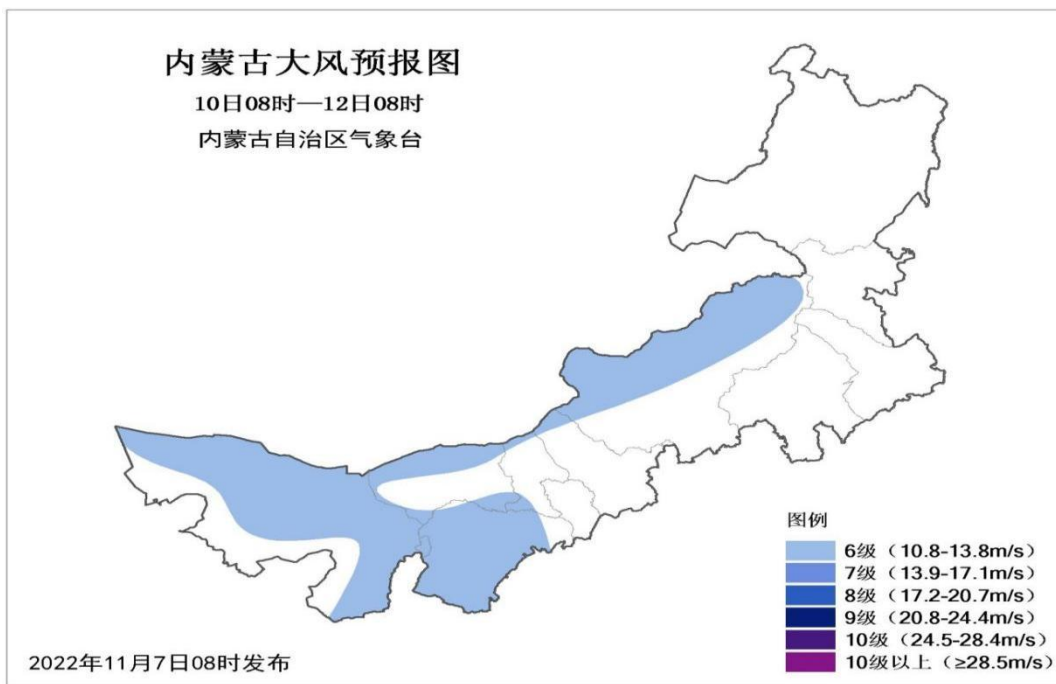 内蒙古大风预报图
10日08时—12日08时
内蒙古自治区气象台
图例
6级（10.8-13.8m/s）
7级（13.9-17.1m/s）
8级（17.2-20.7m/s）
9级（20.8-24.4m/s）
10级（24.5-28.4m/s）
10级以上（≥28.5m/s）
2022年11月7日08时发布